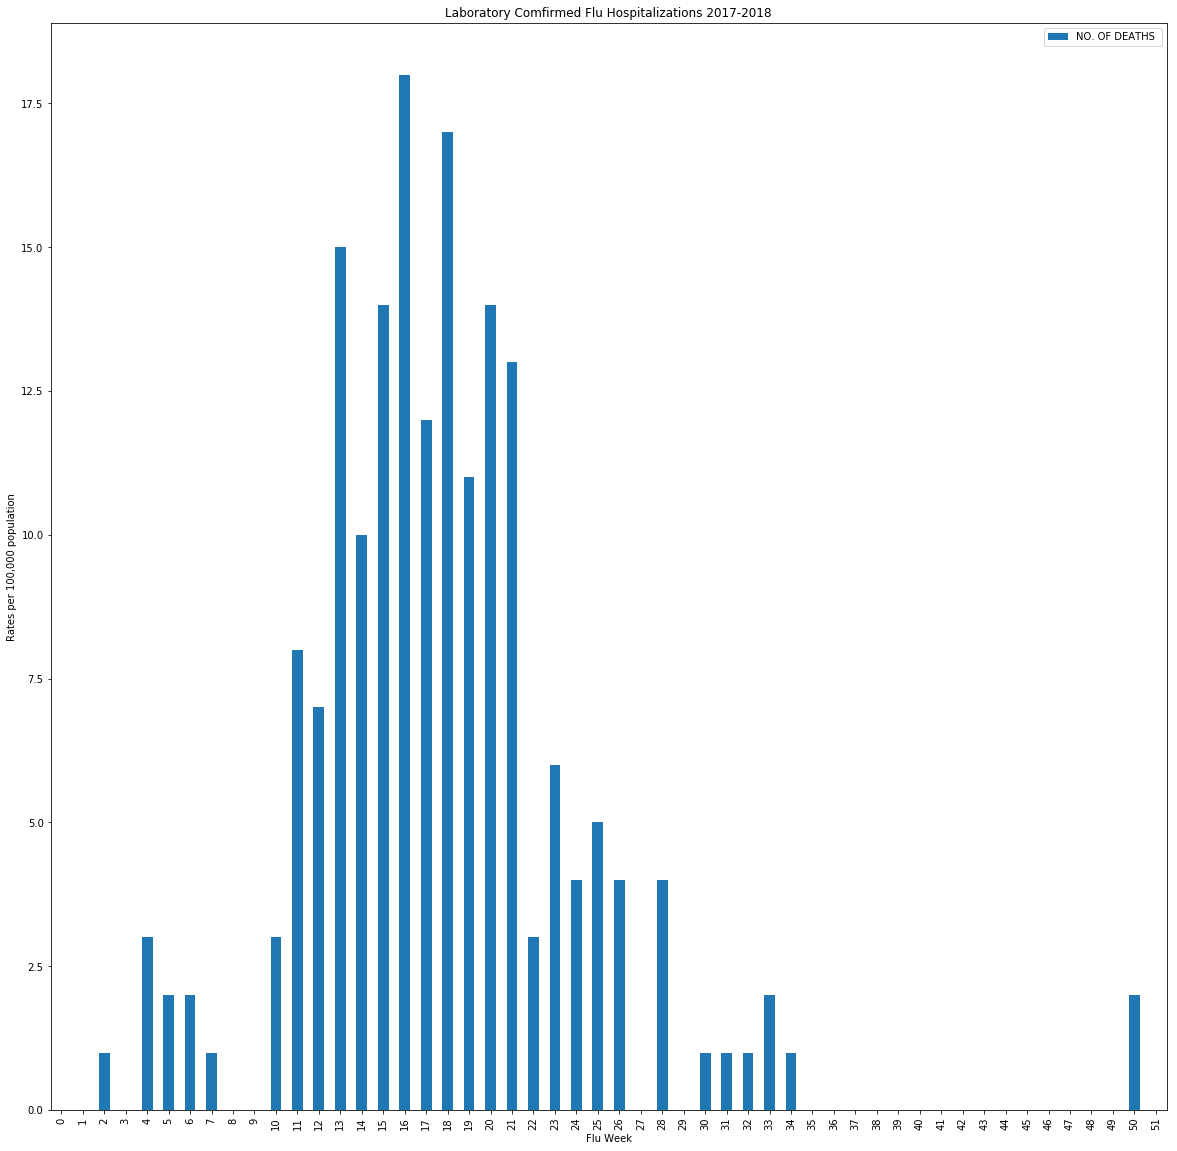 Laboratory Comfirmed Flu Hospitalizations 2017-2018
NO. OF DEATHS
17.5
15.0
12.5
10.0
7.5
5.0
2.5
0.0
Rates per 100,000 population
0 1 2 3 4 5 6 7 8 9 10 11 12 13 14 15 16 17 18 19 20 21 22 23 24 25 26 27 28 29 30 31 32 33 34 35 36 37 38 39 40 41 42 43 44 45 46 47 48 49 50 51
Flu Week